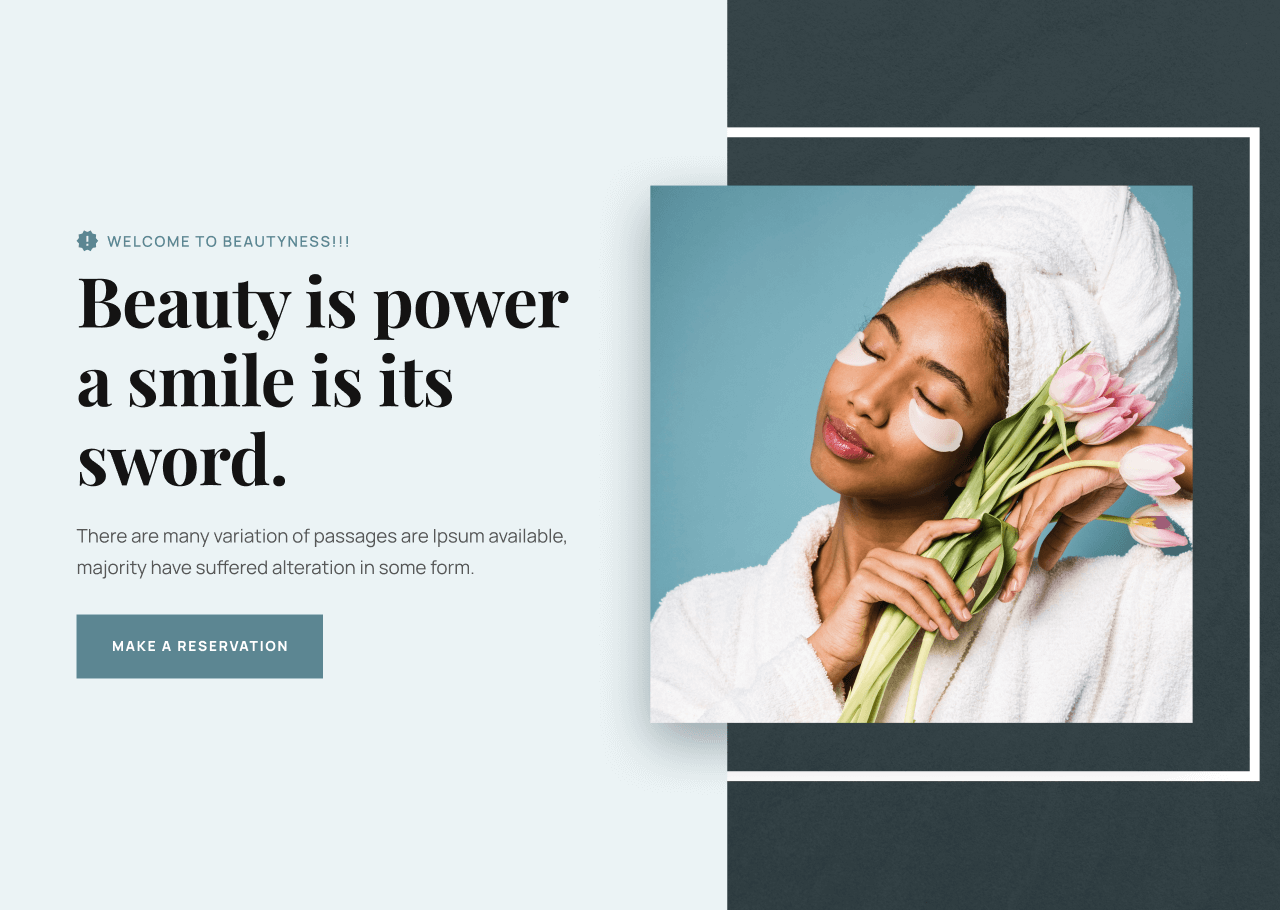 WELCOME TO BEAUTYNESS!!!
Beauty is power
a smile is its
sword.
There are many variation of passages are Ipsum available,
majority have suffered alteration in some form.
MAKE A RESERVATION